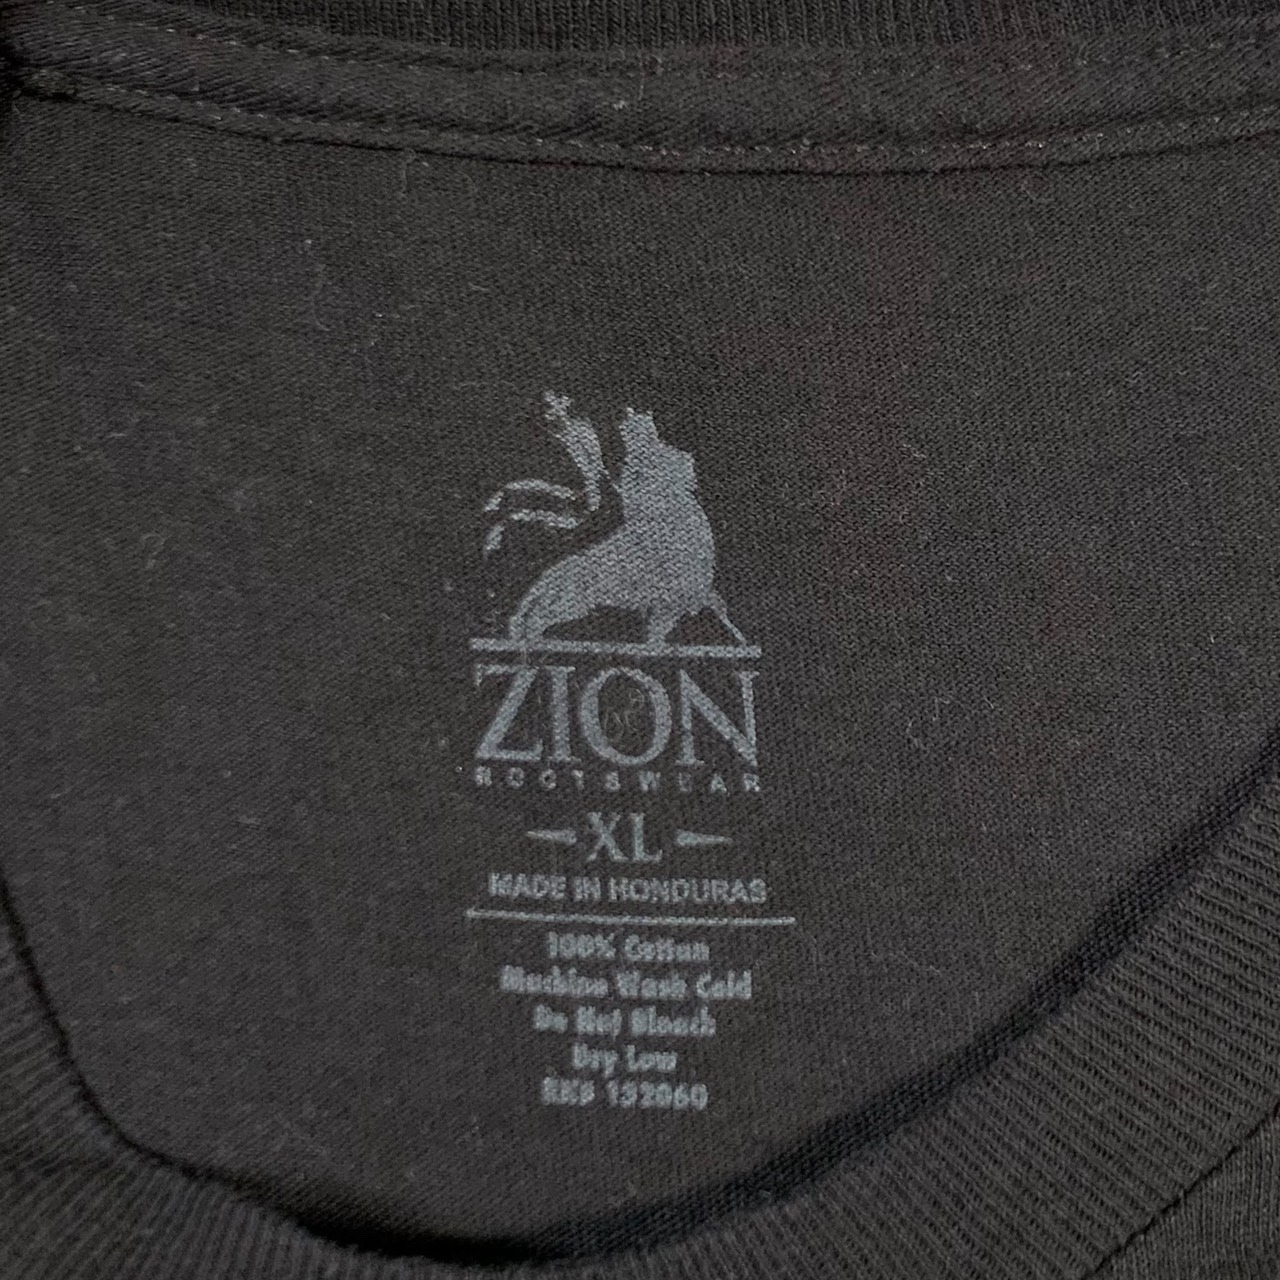 ZION
ROOTSWEAR
XL
MADE IN HONDURAS
100% Cotton
Machine Wash Cold
Do Not Bleach
Dry Low
RN# 132060